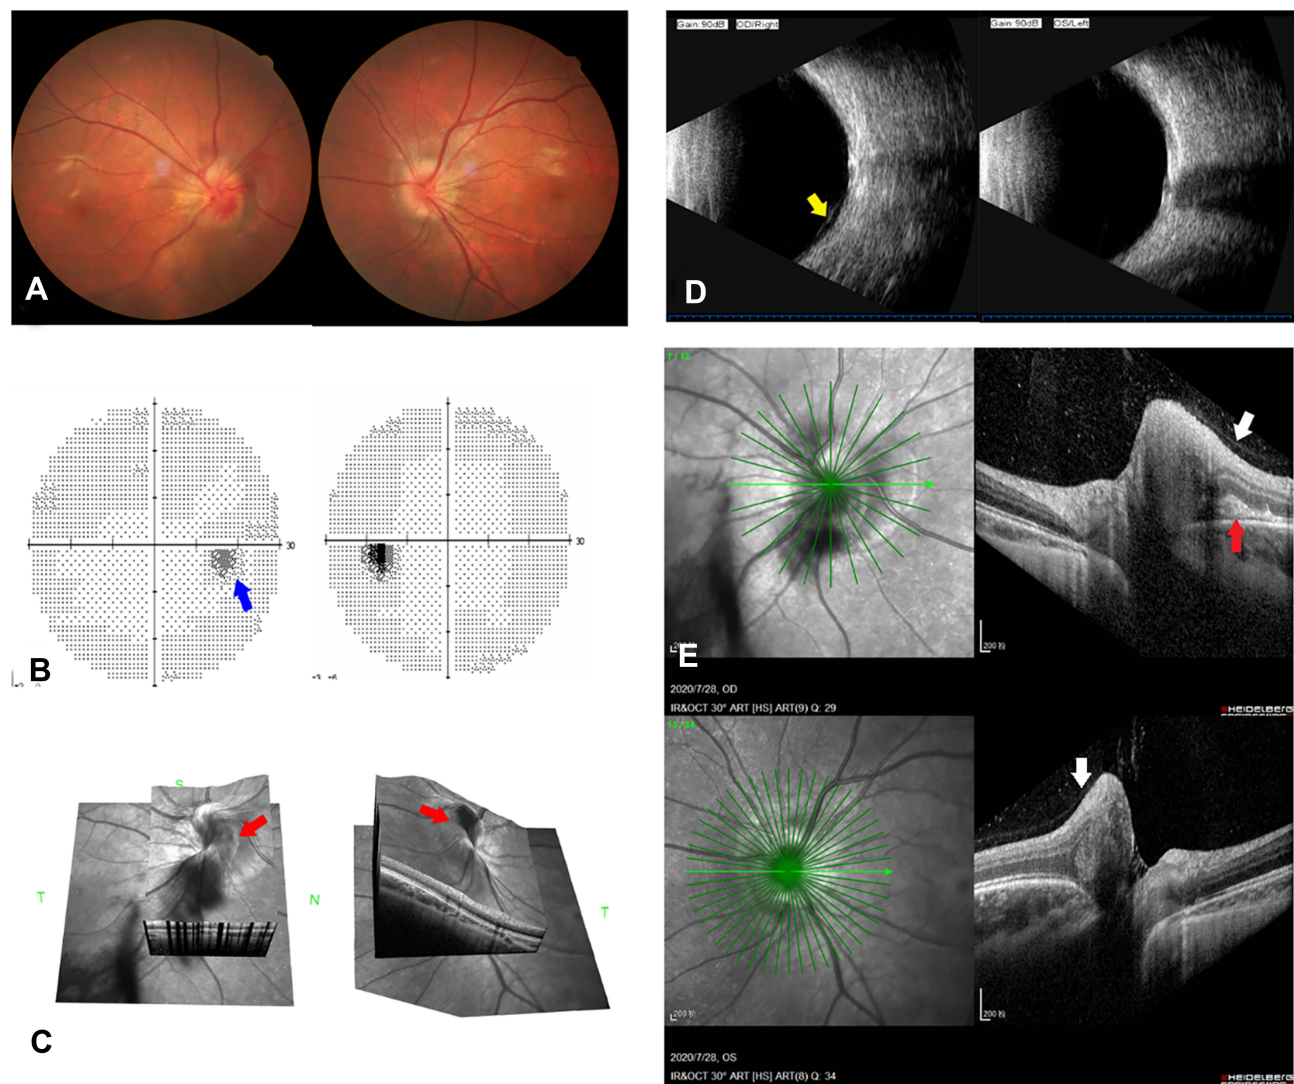 A
Gain 90dB OD/Right
OS/Left Gain 90dB
D
30
30
B
S
T
N
T
C
E
200
200
2020/7/28, OD
IR&OCT 30° ART [HS] ART(9) Q: 29
HEIDELBERG
200
200
2020/7/28, OS
IR&OCT 30° ART [HS] ART(8) Q: 34
HEIDELBERG